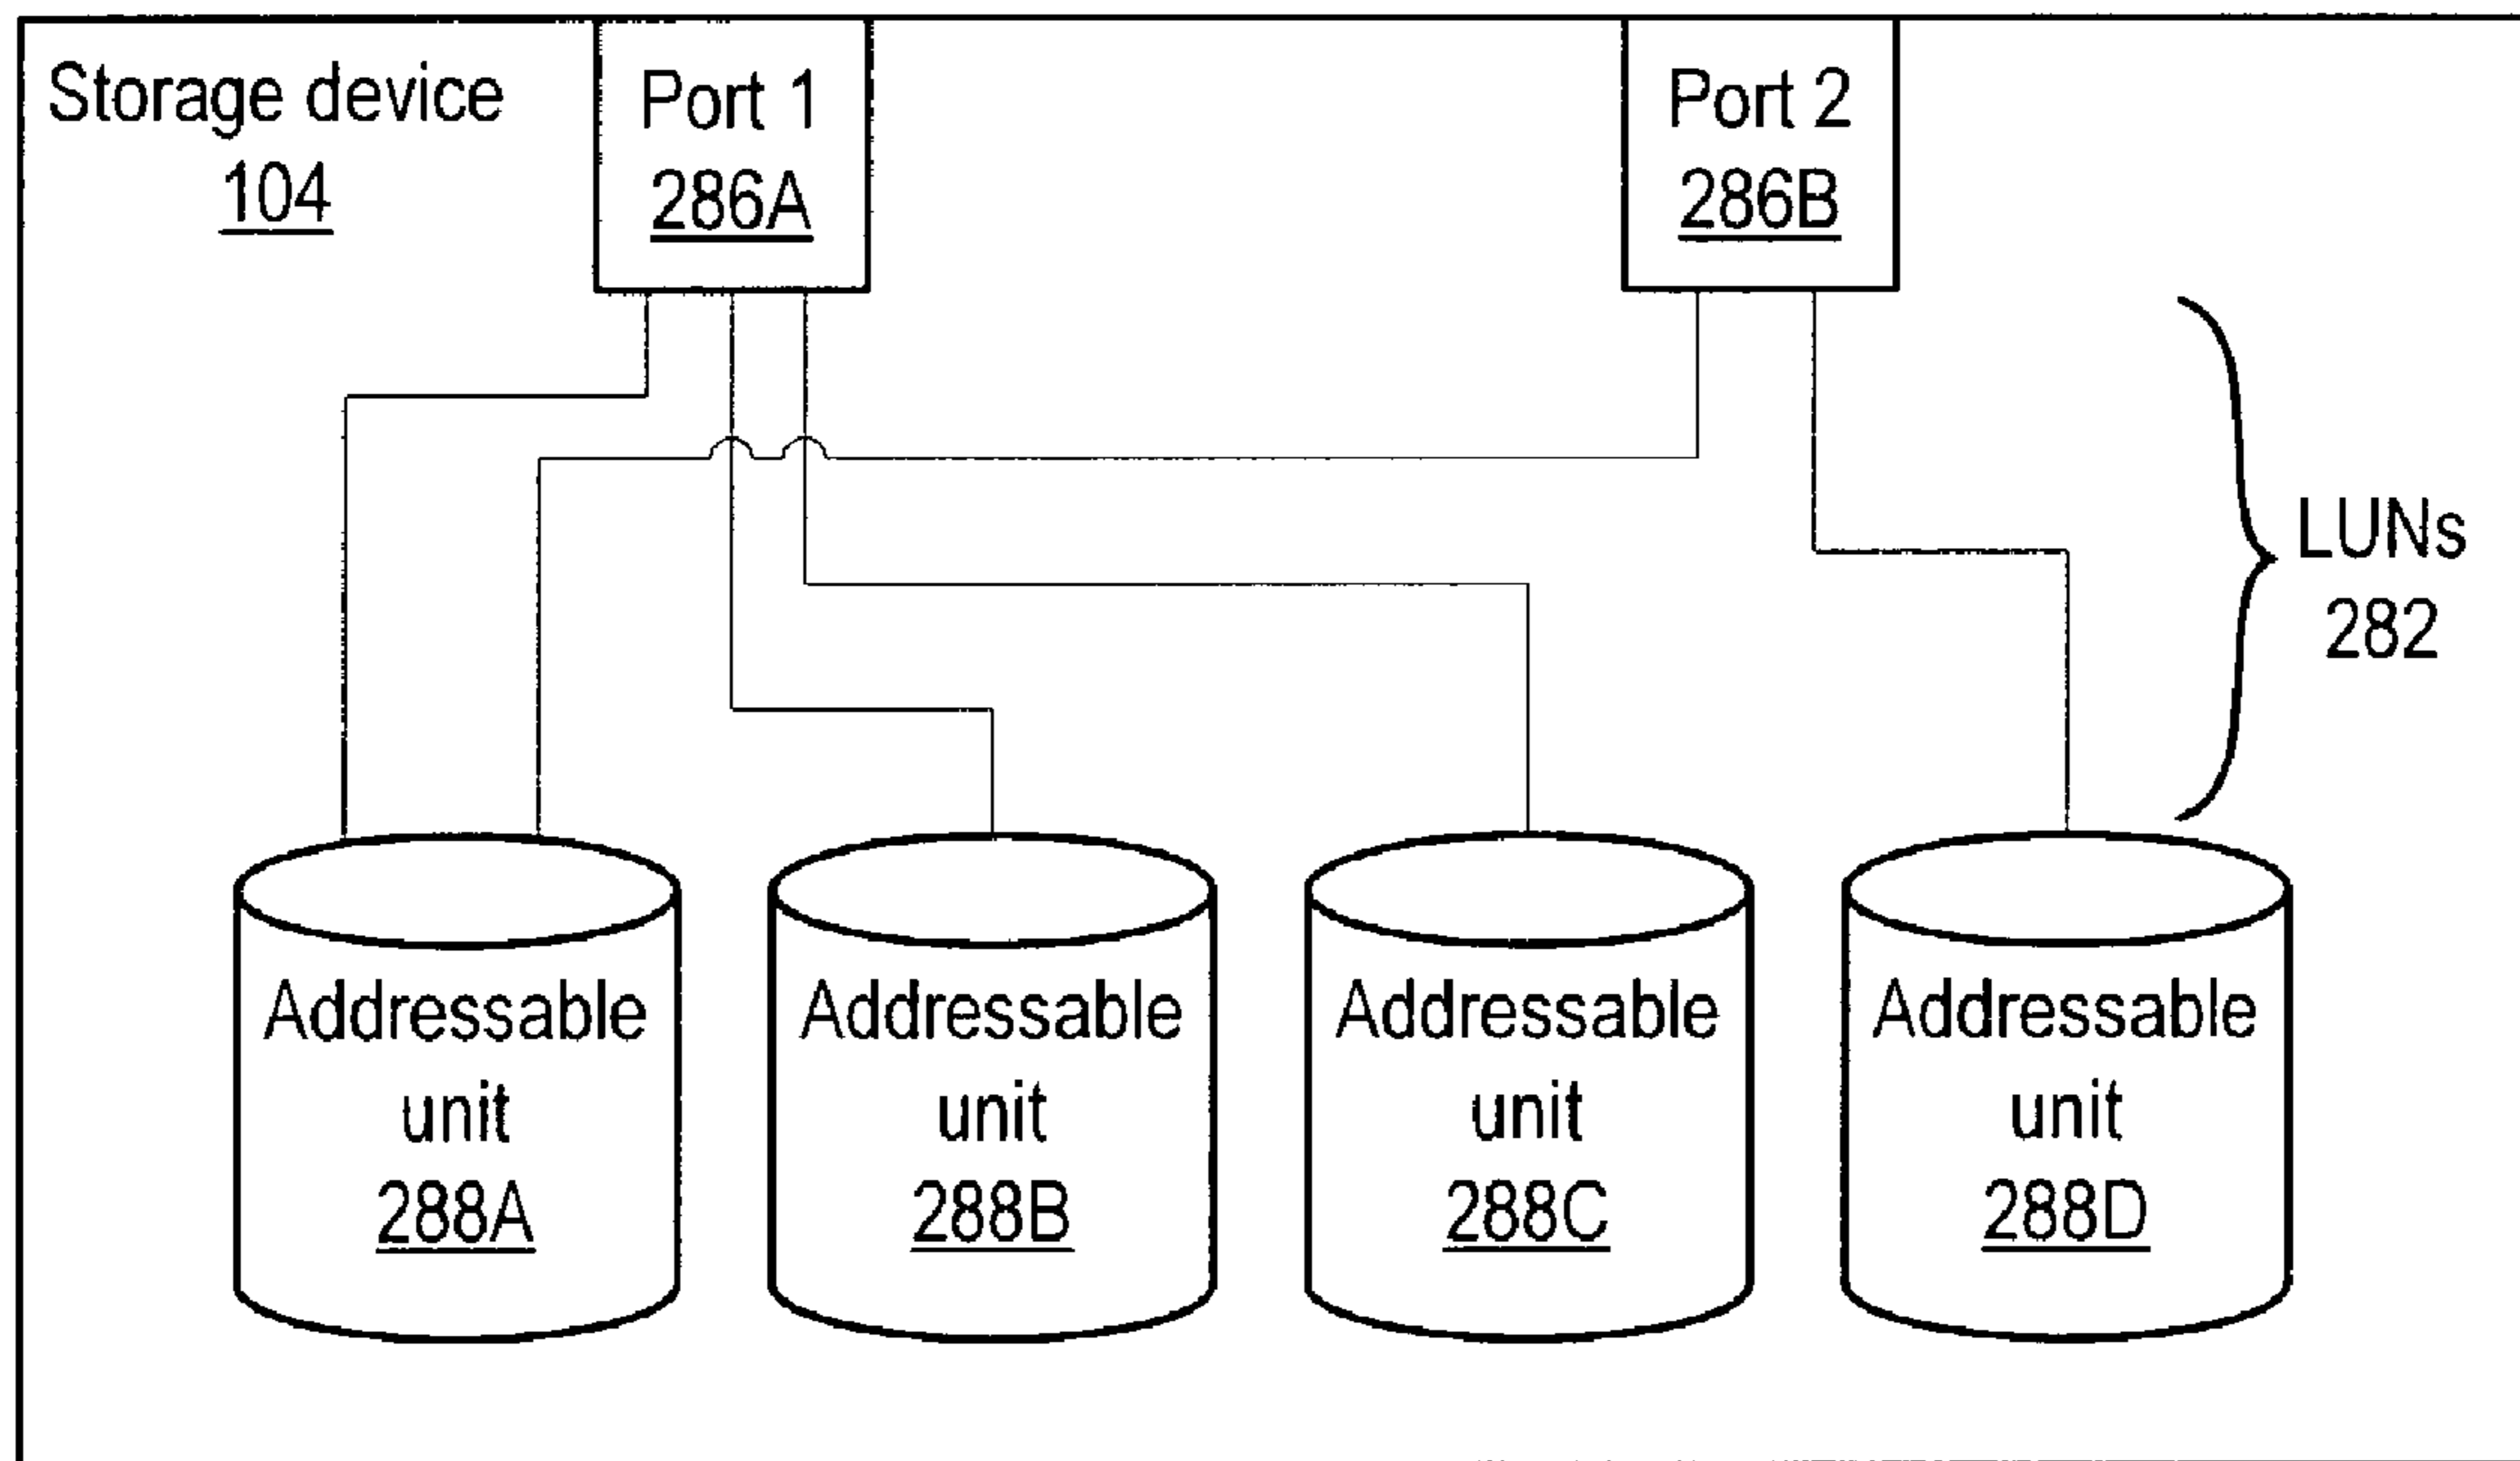 Storage device
104
Port 1
286A
Port 2
286B
LUNs
282
Addressable
unit
288A
Addressable
unit
288B
Addressable
unit
288C
Addressable
unit
288D